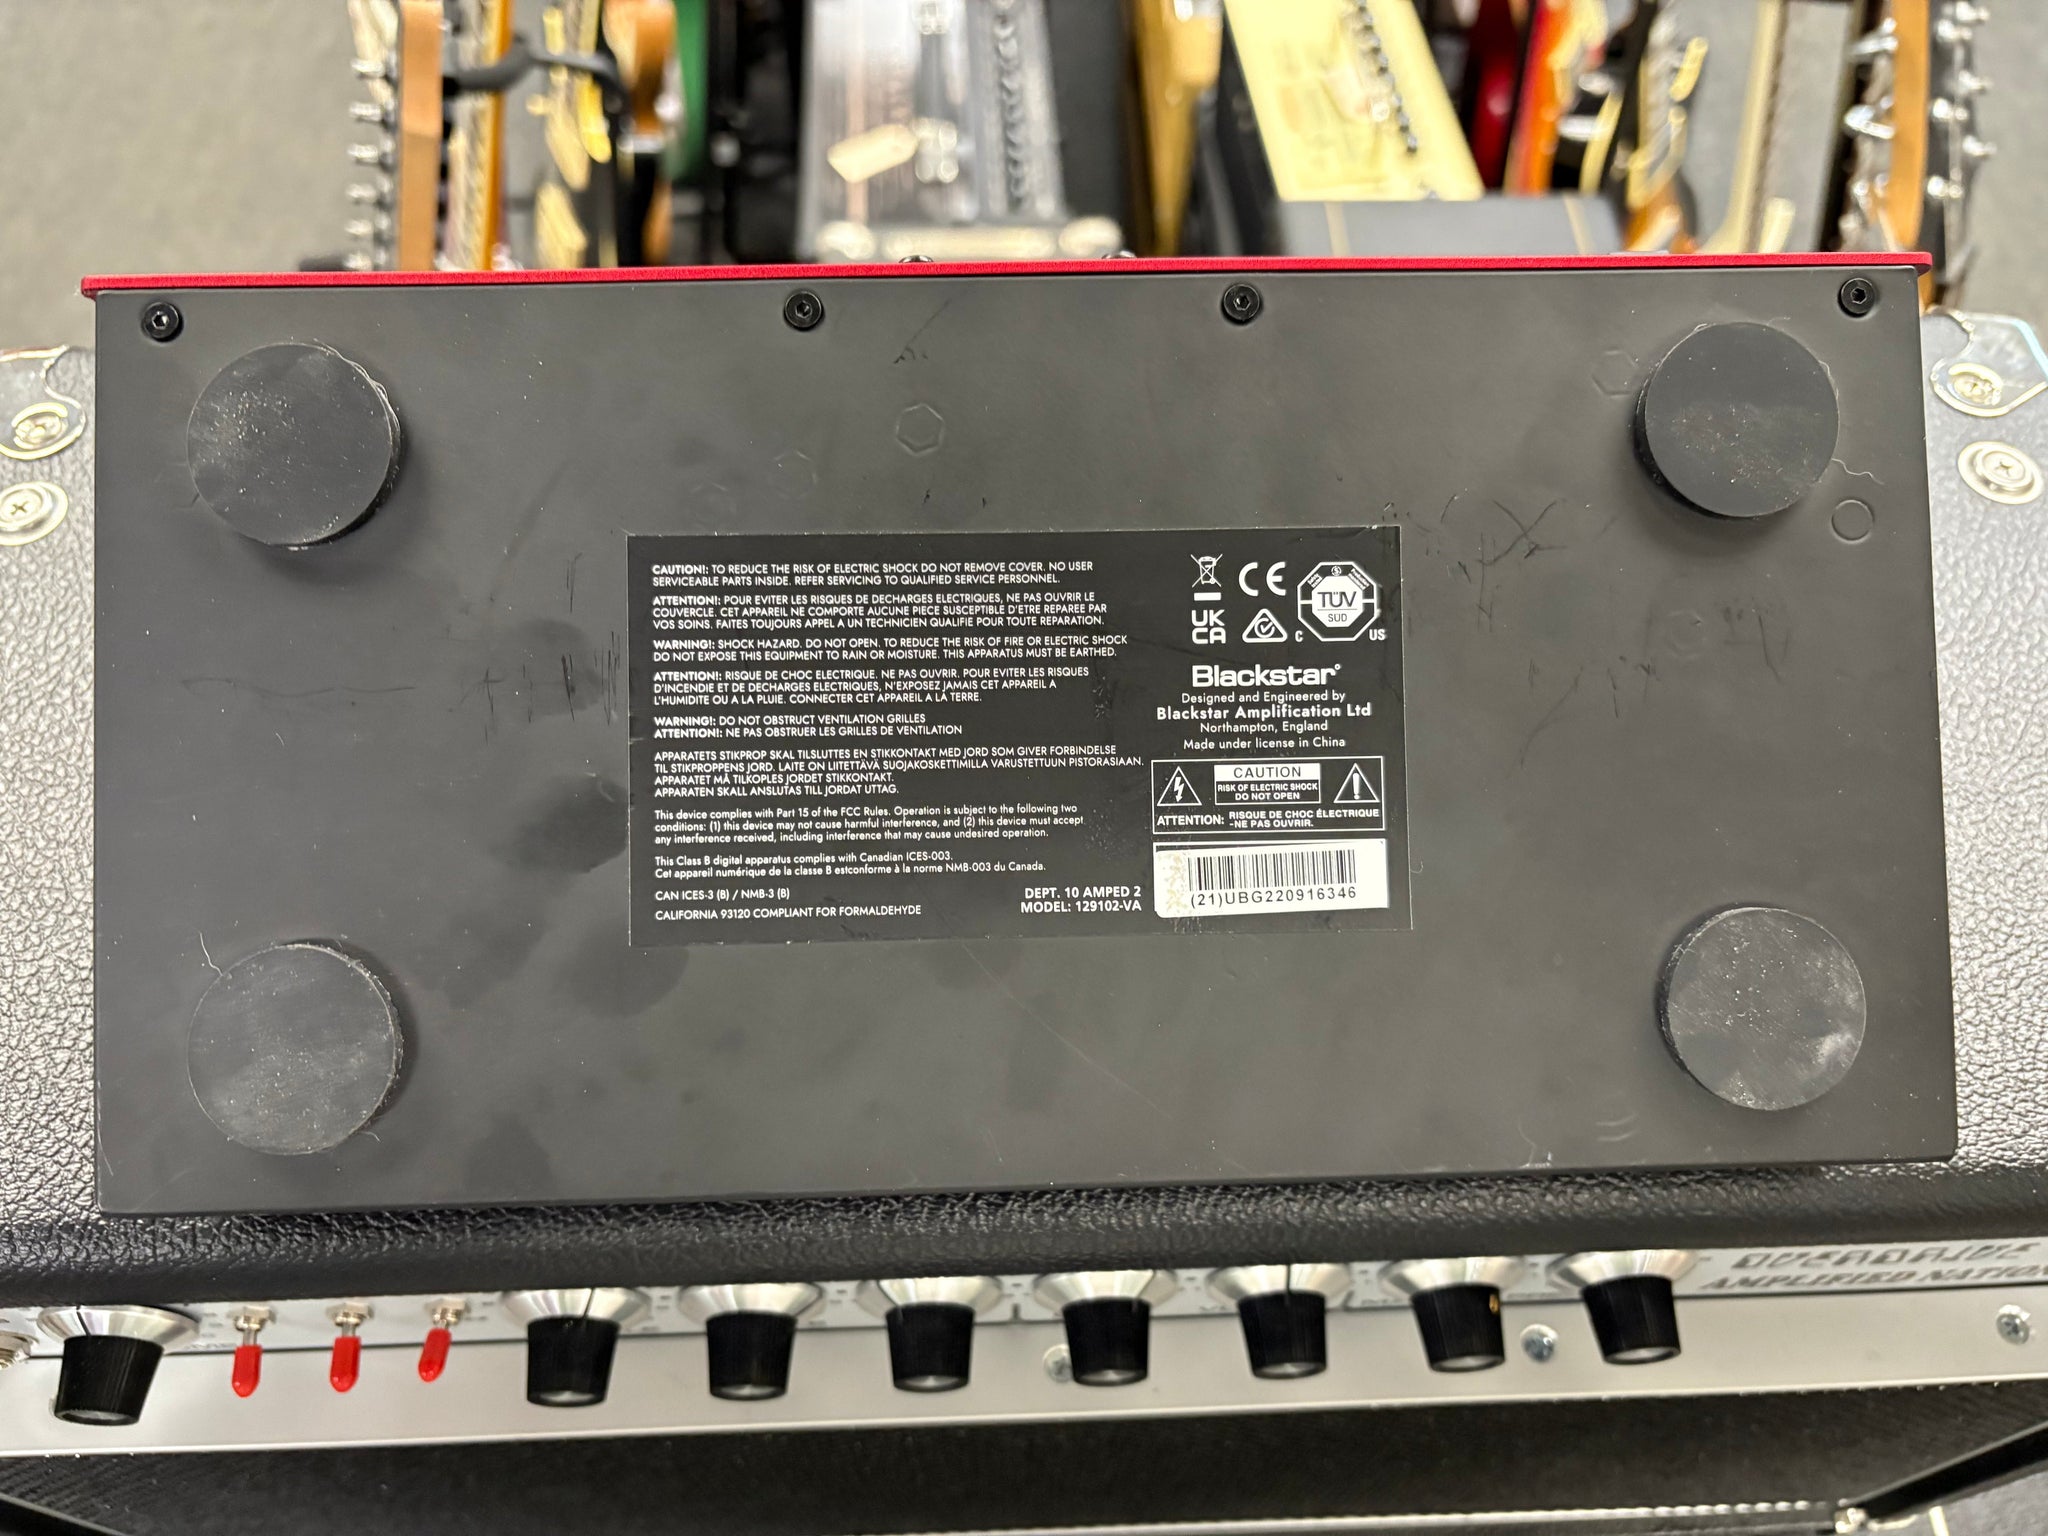 CAUTION!: TO REDUCE THE RISK OF ELECTRIC SHOCK DO NOT REMOVE COVER. NO USER
SERVICEABLE PARTS INSIDE. REFER SERVICING TO QUALIFIED SERVICE PERSONNEL.
ATTENTION!: POUR EVITER LES RISQUES DE DECHARGES ELECTRIQUES, NE PAS OUVRIR LE
COUVERCLE. CET APPAREIL NE COMPORTE AUCUNE PIECE SUSCEPTIBLE D'ETRE REPAREE PAR
VOS SOINS. FAITES TOUJOURS APPEL A UN TECHNICIEN QUALIFIE POUR TOUTE REPARATION.
WARNING!: SHOCK HAZARD. DO NOT OPEN. TO REDUCE THE RISK OF FIRE OR ELECTRIC SHOCK
DO NOT EXPOSE THIS EQUIPMENT TO RAIN OR MOISTURE. THIS APPARATUS MUST BE EARTHED.
ATTENTION!: RISQUE DE CHOC ELECTRIQUE. NE PAS OUVRIR. POUR EVITER LES RISQUES
D'INCENDIE ET DE DECHARGES ELECTRIQUES, N'EXPOSEZ JAMAIS CET APPAREIL A
L'HUMIDITE OU A LA PLUIE. CONNECTER CET APPAREIL A LA TERRE.
WARNING!: DO NOT OBSTRUCT VENTILATION GRILLES
ATTENTION!: NE PAS OBSTRUER LES GRILLES DE VENTILATION
APPARATETS STIKPROP SKAL TILSLUTTES EN STIKKONTAKT MED JORD SOM GIVER FORBINDELSE
TIL STIKPROPPENS JORD. LAITE ON LIITETTÄVÄ SUOJAKOSKETTIMILLA VARUSTETTUUN PISTORASIAAN.
APPARATET MÅ TILKOPLES JORDET STIKKONTAKT.
APPARATEN SKALL ANSLUTAS TILL JORDAT UTTAG.
This device complies with Part 15 of the FCC Rules. Operation is subject to the following two
conditions: (1) this device may not cause harmful interference, and (2) this device must accept
any interference received, including interference that may cause undesired operation.
This Class B digital apparatus complies with Canadian ICES-003.
Cet appareil numérique de la classe B estconforme à la norme NMB-003 du Canada.
CAN ICES-3 (B) / NMB-3 (B)
CALIFORNIA 93120 COMPLIANT FOR FORMALDEHYDE
DEPT. 10 AMPED 2
MODEL: 129102-VA
CE
UK
CA
TÜV
SÜD
C US
Blackstar
Designed and Engineered by
Blackstar Amplification Ltd
Northampton, England
Made under license in China
CAUTION
RISK OF ELECTRIC SHOCK
DO NOT OPEN
ATTENTION: RISQUE DE CHOC ÉLECTRIQUE
-NE PAS OUVRIR.
(21)UBG220916346
OVERDRIVE
AMPLIFIED NATION